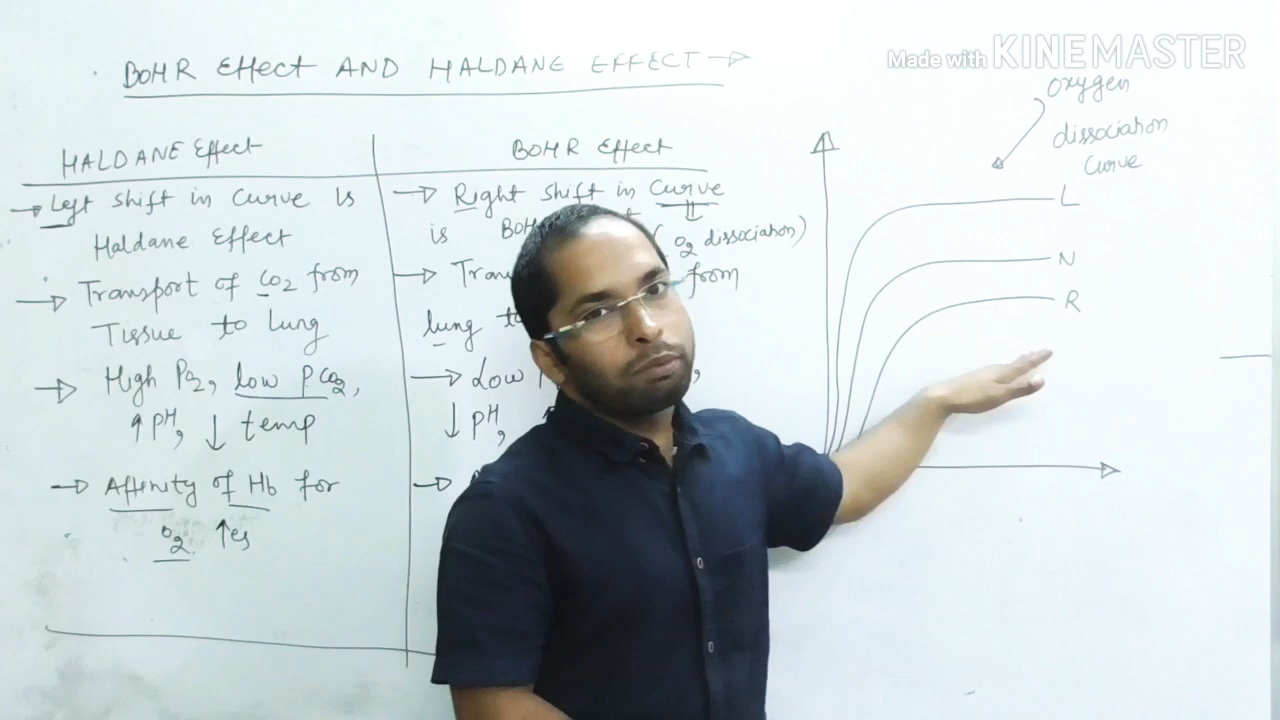 Made with KINEMASTER
BOHR Effect AND HALDANE EFFECT →
HALDANE Effect
→ Left shift in curve is
Haldane Effect
→ Transport of CO2 from
Tissue to Lung
→ High PO2, low PCO2,
↑ pH, ↓ temp
→ Affinity of Hb for
O2 ↑es
BOHR Effect
→ Right shift in Curve
is (O2 dissociation)
→ from
lung
→ Low
↓ pH,
→
oxygen
dissociation
curve
L
N
R